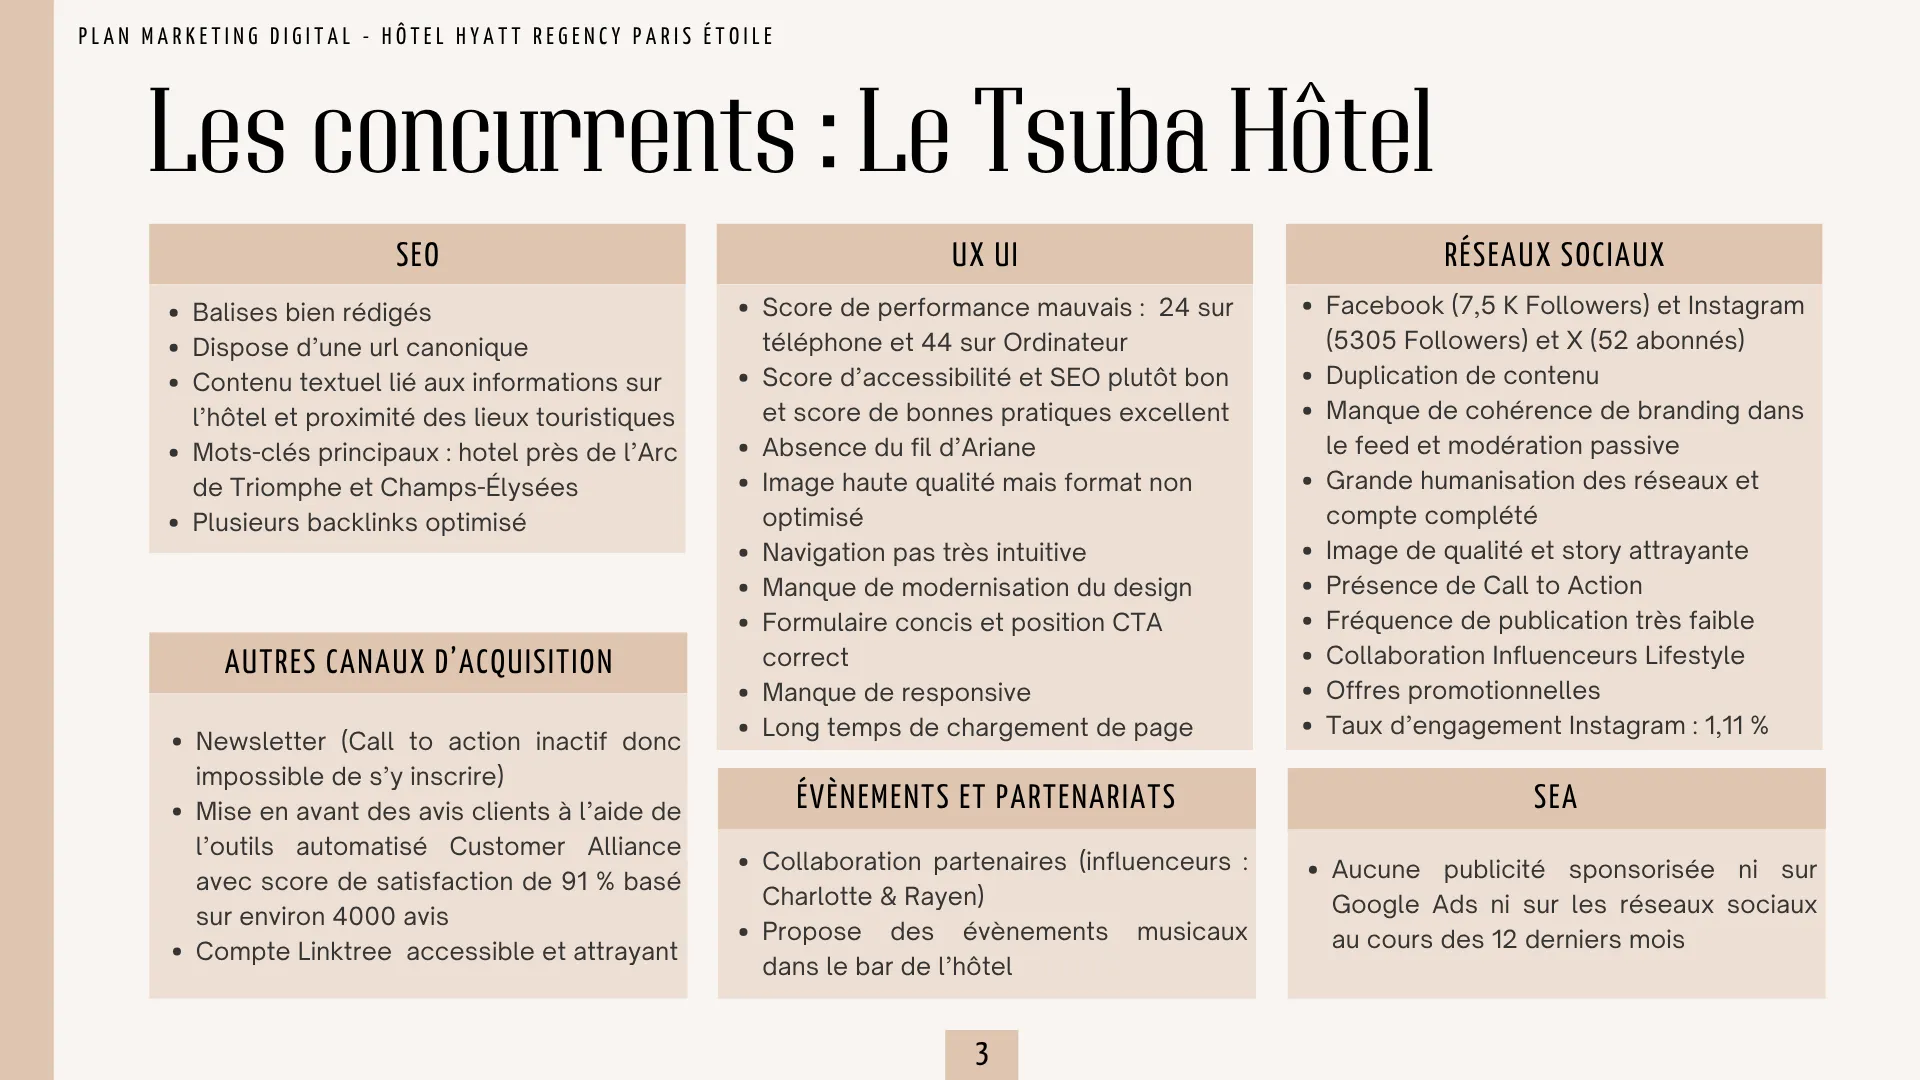 PLAN MARKETING DIGITAL - HÔTEL HYATT REGENCY PARIS ÉTOILE
Les concurrents : Le Tsuba Hôtel
SEO
• Balises bien rédigés
• Dispose d’une url canonique
• Contenu textuel lié aux informations sur
l’hôtel et proximité des lieux touristiques
• Mots-clés principaux : hotel près de l’Arc
de Triomphe et Champs-Élysées
• Plusieurs backlinks optimisé
AUTRES CANAUX D’ACQUISITION
• Newsletter (Call to action inactif donc
impossible de s’y inscrire)
• Mise en avant des avis clients à l’aide de
l’outils automatisé Customer Alliance
avec score de satisfaction de 91 % basé
sur environ 4000 avis
• Compte Linktree accessible et attrayant
UX UI
• Score de performance mauvais : 24 sur
téléphone et 44 sur Ordinateur
• Score d’accessibilité et SEO plutôt bon
et score de bonnes pratiques excellent
• Absence du fil d’Ariane
• Image haute qualité mais format non
optimisé
• Navigation pas très intuitive
• Manque de modernisation du design
• Formulaire concis et position CTA
correct
• Manque de responsive
• Long temps de chargement de page
ÉVÈNEMENTS ET PARTENARIATS
• Collaboration partenaires (influenceurs :
Charlotte & Rayen)
• Propose des évènements musicaux
dans le bar de l’hôtel
RÉSEAUX SOCIAUX
• Facebook (7,5 K Followers) et Instagram
(5305 Followers) et X (52 abonnés)
• Duplication de contenu
• Manque de cohérence de branding dans
le feed et modération passive
• Grande humanisation des réseaux et
compte complété
• Image de qualité et story attrayante
• Présence de Call to Action
• Fréquence de publication très faible
• Collaboration Influenceurs Lifestyle
• Offres promotionnelles
• Taux d’engagement Instagram : 1,11 %
SEA
• Aucune publicité sponsorisée ni sur
Google Ads ni sur les réseaux sociaux
au cours des 12 derniers mois
3